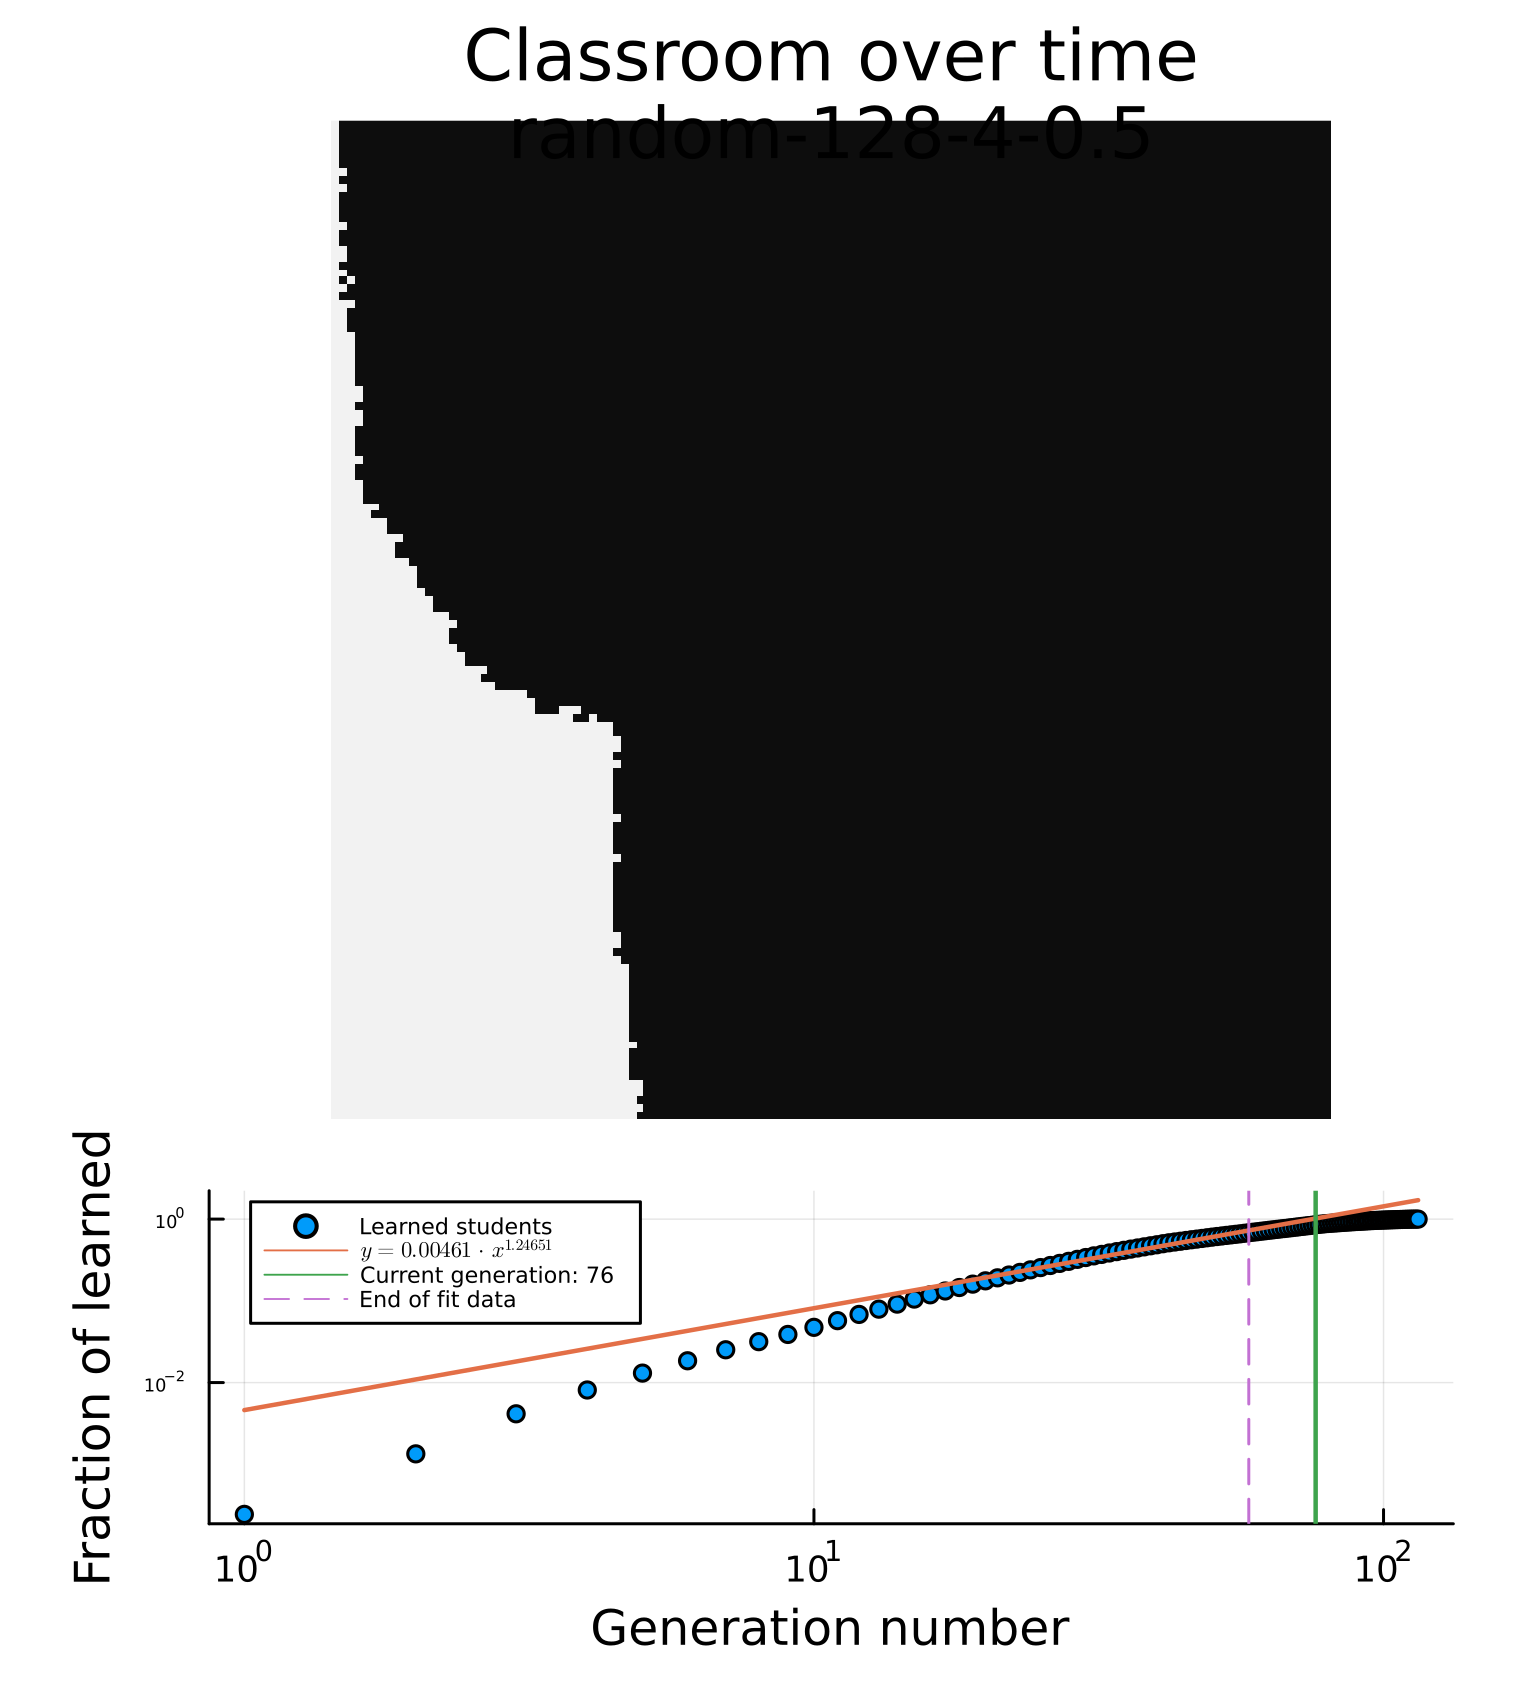 Classroom over time
random-128-4-0.5
Fraction of learned
10^0
10^-2
Learned students
y = 0.00461 · x^1.24651
Current generation: 76
End of fit data
10^0
10^1
10^2
Generation number